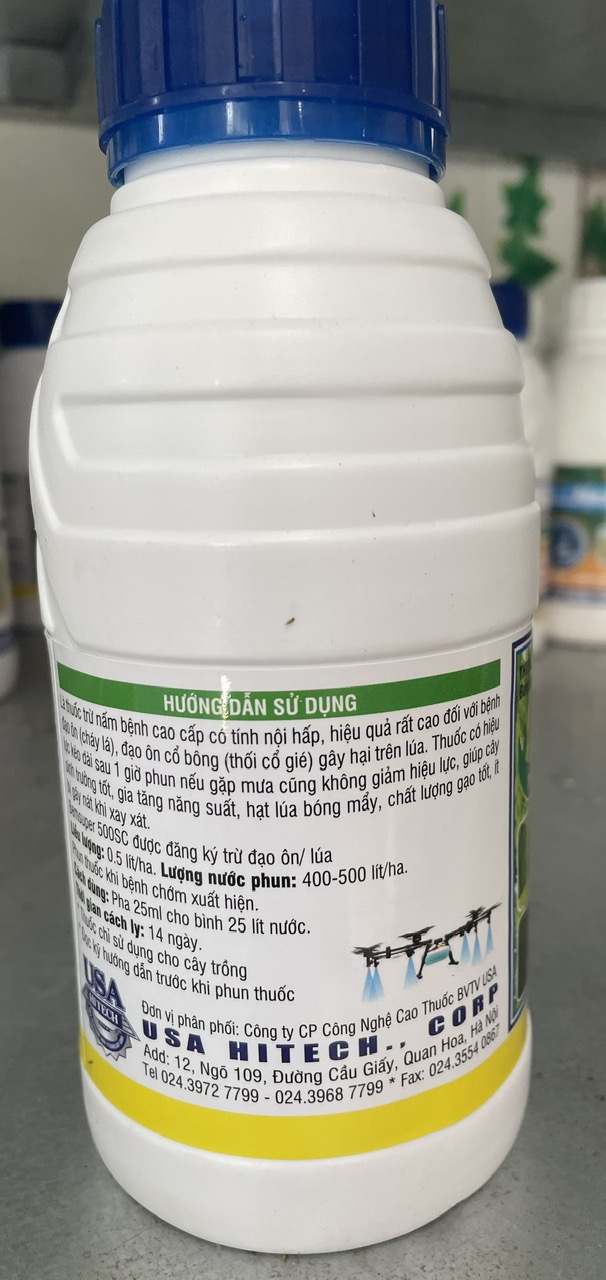 HƯỚNG DẪN SỬ DỤNG
Là thuốc trừ nấm bệnh cao cấp có tính nội hấp, hiệu quả rất cao đối với bệnh
đạo ôn (cháy lá), đạo ôn cổ bông (thối cổ gié) gây hại trên lúa. Thuốc có hiệu
lực kéo dài sau 1 giờ phun nếu gặp mưa cũng không giảm hiệu lực, giúp cây
trưởng tốt, gia tăng năng suất, hạt lúa bóng mẩy, chất lượng gạo tốt, ít
gãy nát khi xay xát.
500SC được đăng ký trừ đạo ôn/ lúa
lượng: 0.5 lít/ha. Lượng nước phun: 400-500 lít/ha.
thuốc khi bệnh chớm xuất hiện.
dùng: Pha 25ml cho bình 25 lít nước.
gian cách ly: 14 ngày.
chỉ sử dụng cho cây trồng
kỹ hướng dẫn trước khi phun thuốc
USA
HITECH
Đơn vị phân phối: Công ty CP Công Nghệ Cao Thuốc BVTV USA
USA HITECH., CORP
Add: 12, Ngõ 109, Đường Cầu Giấy, Quan Hoa, Hà Nội
Tel 024.3972 7799 - 024.3968 7799 * Fax: 024.3554 0867